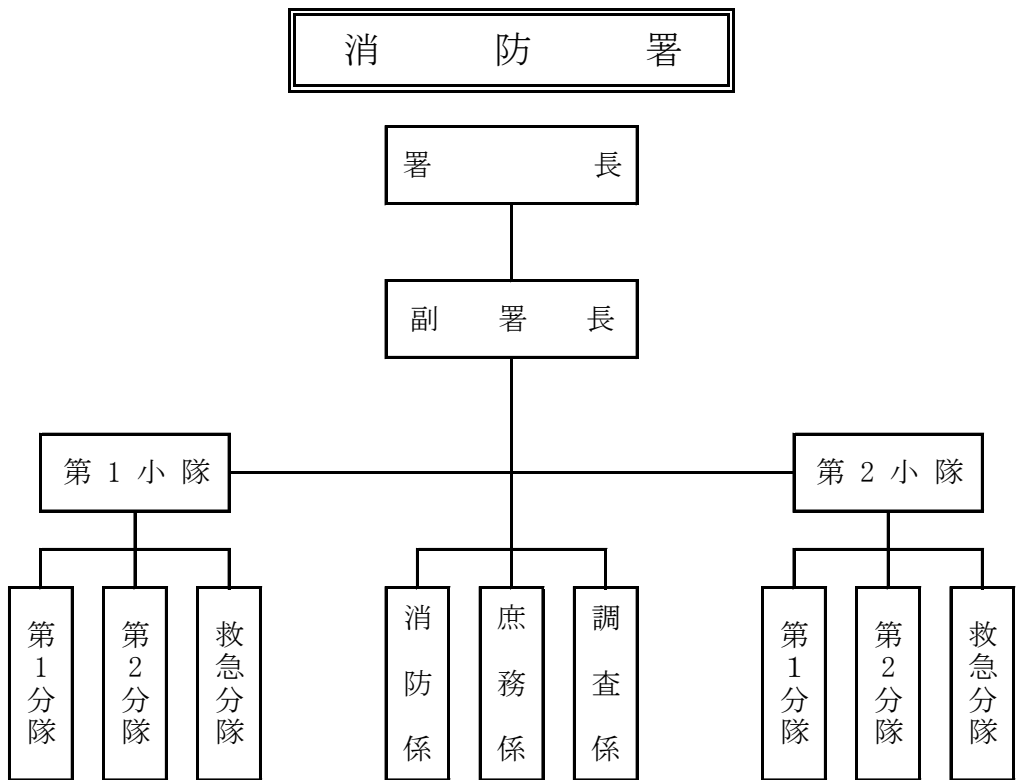 消防署
署長
副署長
第1小隊
第2小隊
第1分隊
第2分隊
救急分隊
消防係
庶務係
調査係
第1分隊
第2分隊
救急分隊